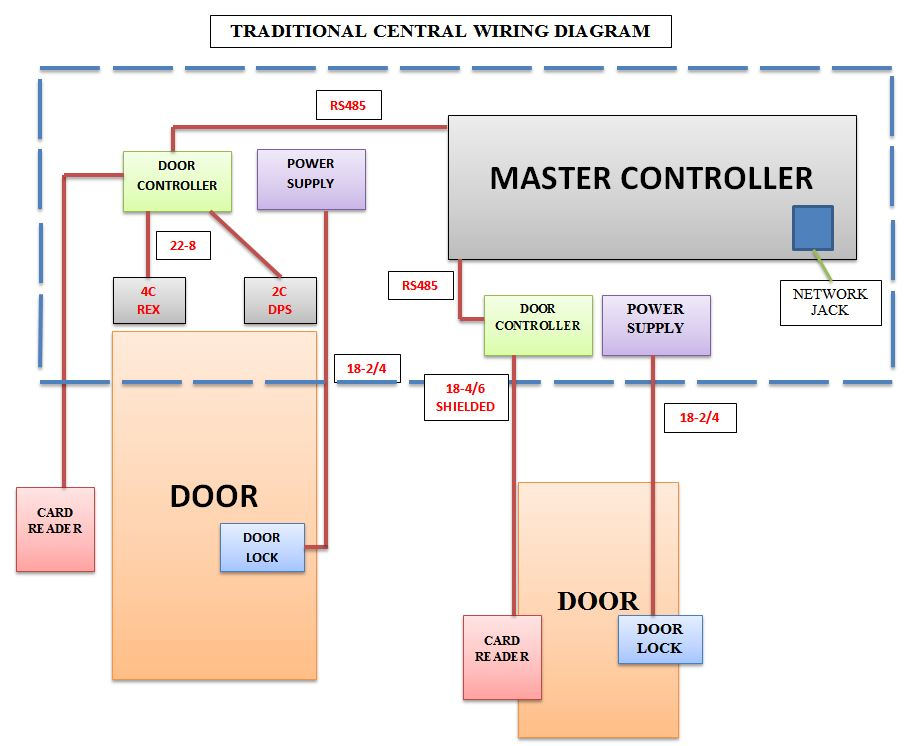 TRADITIONAL CENTRAL WIRING DIAGRAM
RS485
DOOR
CONTROLLER
POWER
SUPPLY
MASTER CONTROLLER
22-8
4C
REX
2C
DPS
RS485
DOOR
CONTROLLER
POWER
SUPPLY
NETWORK
JACK
18-2/4
18-4/6
SHIELDED
18-2/4
CARD
READER
DOOR
DOOR
LOCK
DOOR
CARD
READER
DOOR
LOCK